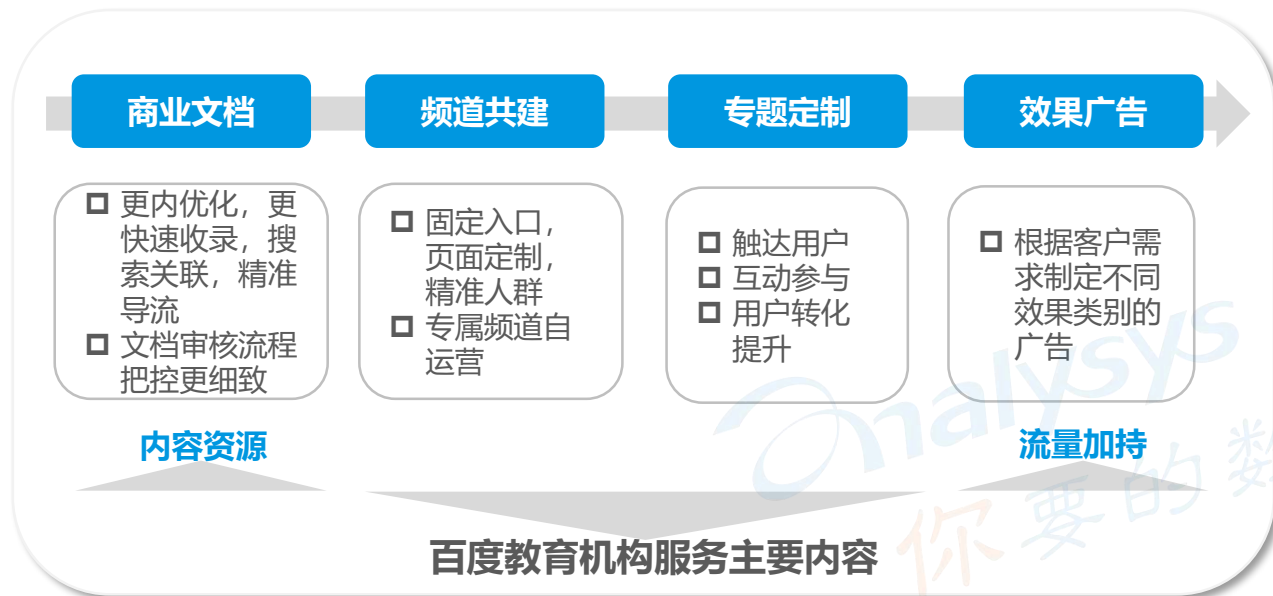 商业文档
频道共建
专题定制
效果广告
更内优化，更
快速收录，搜
索关联，精准
导流
文档审核流程
把控更细致
固定入口，
页面定制，
精准人群
专属频道自
运营
触达用户
互动参与
用户转化
提升
根据客户需
求制定不同
效果类别的
广告
内容资源
流量加持
百度教育机构服务主要内容
analysys
你要的数